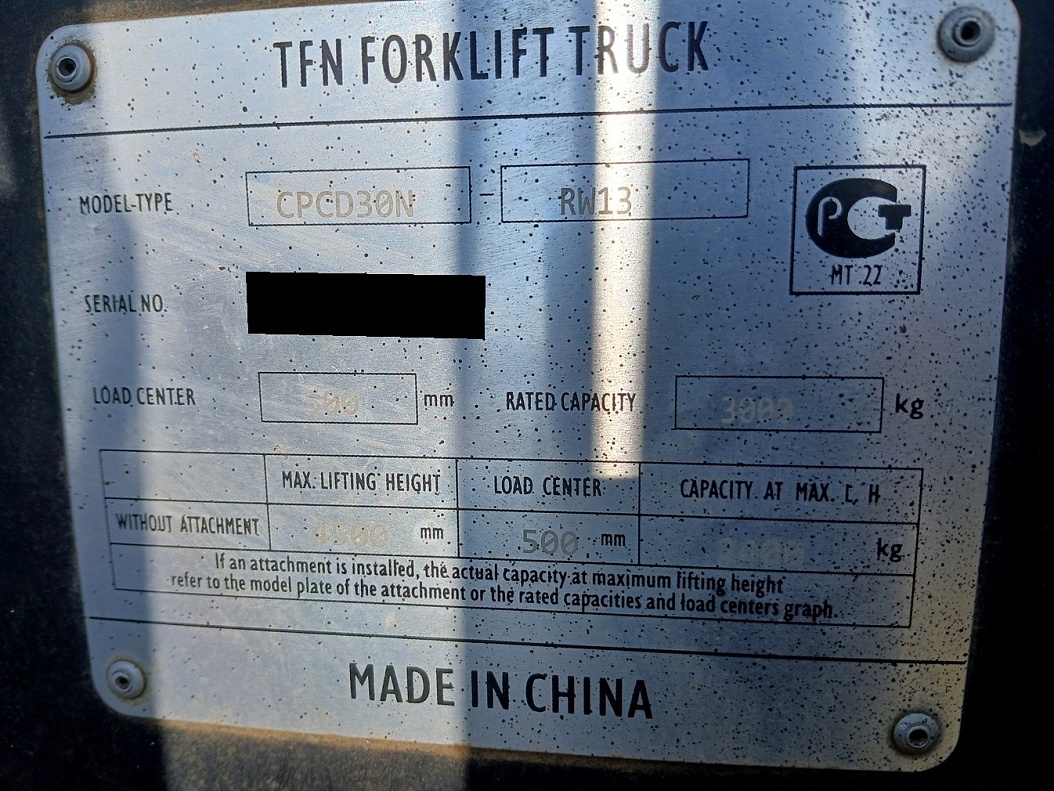 TFN FORKLIFT TRUCK
MODEL-TYPE CPCD30N - RW13
РСТ
MT 22
SERIAL NO.
LOAD CENTER 500 mm RATED CAPACITY 3000 kg
MAX. LIFTING HEIGHT LOAD CENTER CAPACITY AT MAX. L. H
WITHOUT ATTACHMENT 4500 mm 500 mm kg
If an attachment is installed, the actual capacity at maximum lifting height
refer to the model plate of the attachment or the rated capacities and load centers graph.
MADE IN CHINA